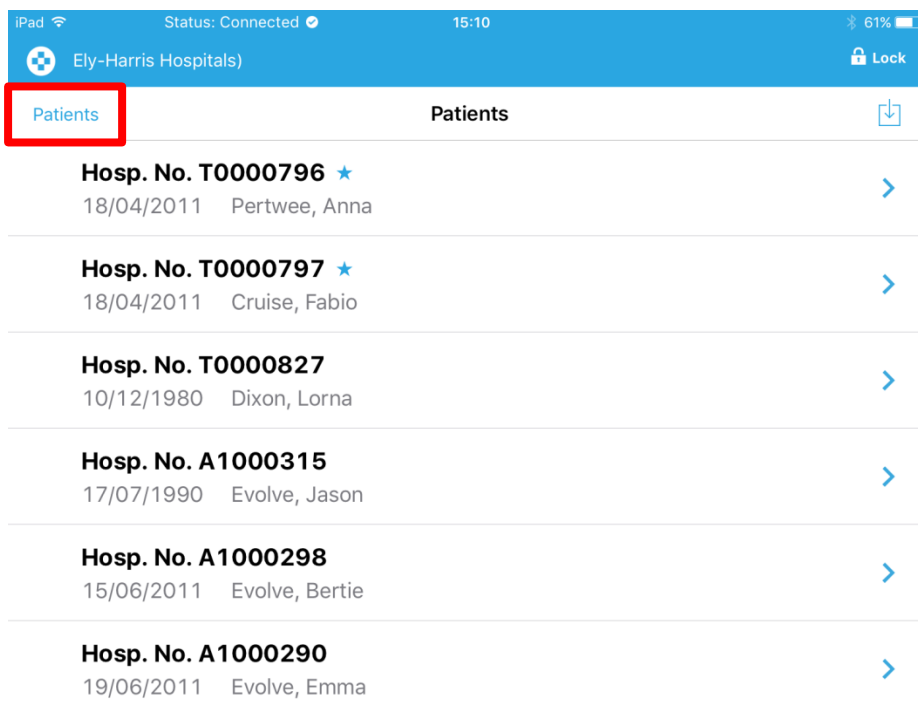 iPad Status: Connected 15:10 61%
Ely-Harris Hospitals) Lock
Patients Patients
Hosp. No. T0000796
18/04/2011 Pertwee, Anna
Hosp. No. T0000797
18/04/2011 Cruise, Fabio
Hosp. No. T0000827
10/12/1980 Dixon, Lorna
Hosp. No. A1000315
17/07/1990 Evolve, Jason
Hosp. No. A1000298
15/06/2011 Evolve, Bertie
Hosp. No. A1000290
19/06/2011 Evolve, Emma